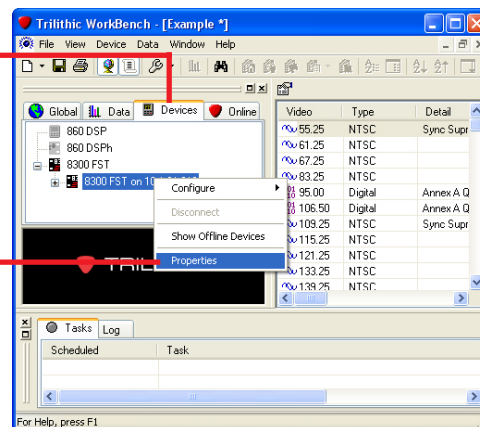 Trilithic WorkBench - [Example *]
File View Device Data Window Help
Global Data Devices Online
860 DSP
860 DSPh
8300 FST
8300 FST on
Configure
Disconnect
Show Offline Devices
Properties
Video Type Detail
55.25 NTSC Sync Supr
61.25 NTSC
67.25 NTSC
83.25 NTSC
95.00 Digital Annex A Q
106.50 Digital Annex A Q
109.25 NTSC Sync Supr
115.25 NTSC
121.25 NTSC
133.25 NTSC
139.25 NTSC
Tasks Log
Scheduled Task
For Help, press F1